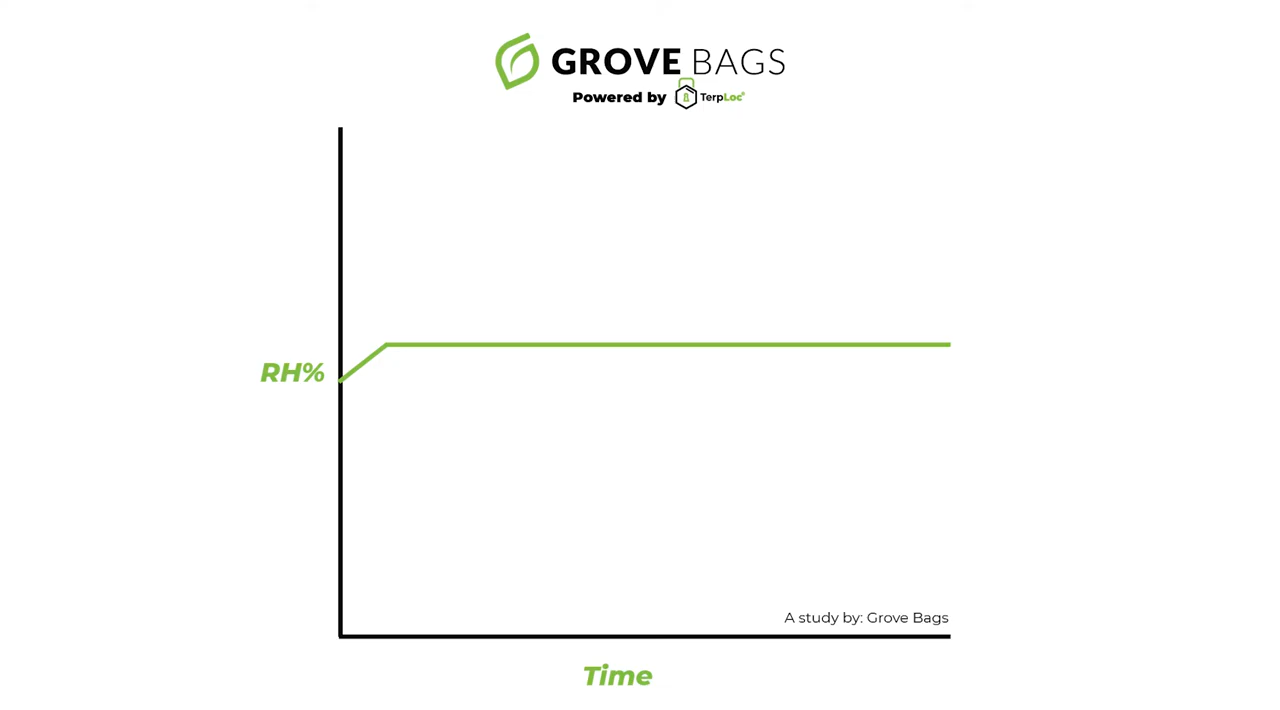 GROVE BAGS
Powered by TerpLoc®
RH%
A study by: Grove Bags
Time